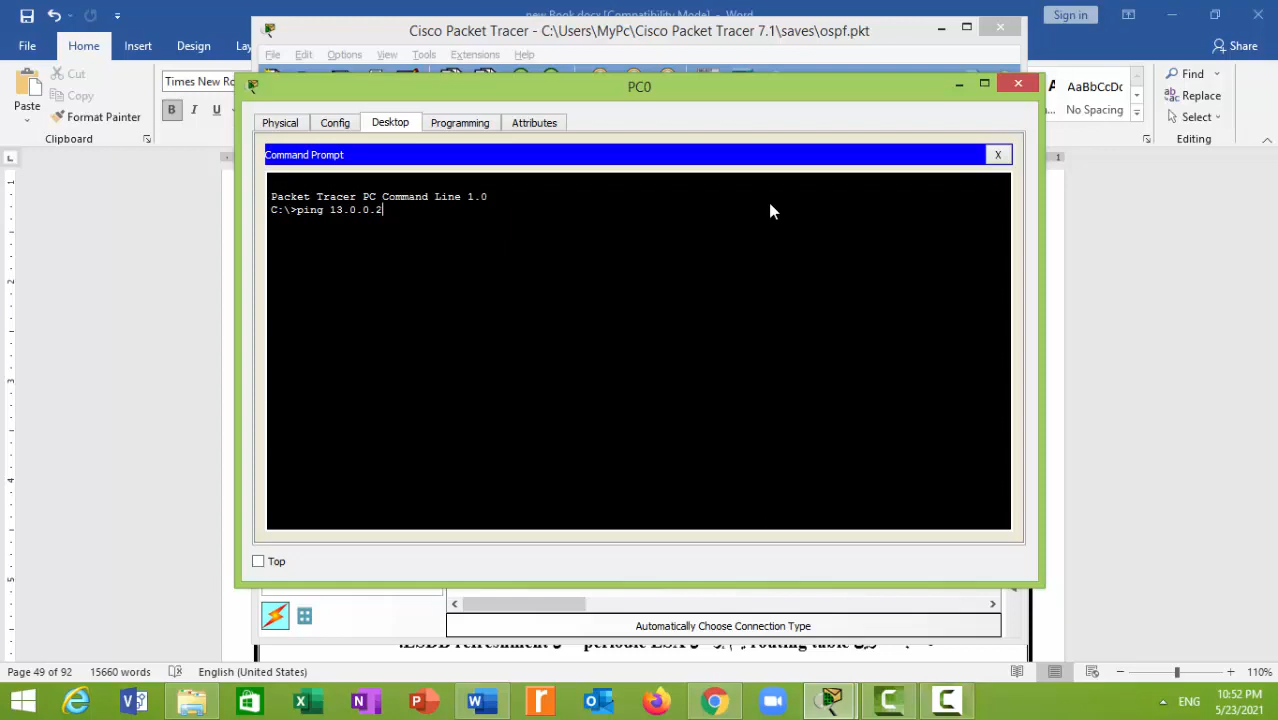 new Book.docx [Compatibility Mode] - Word
Sign in
File
Home
Insert
Design
Share
Cisco Packet Tracer - C:\Users\MyPc\Cisco Packet Tracer 7.1\saves\ospf.pkt
File Edit Options View Tools Extensions Help
Paste
Cut
Copy
Format Painter
Clipboard
Times New Ro
B I U
AaBbCcDc
No Spacing
Find
Replace
Select
Editing
PC0
Physical Config Desktop Programming Attributes
Command Prompt
X
Packet Tracer PC Command Line 1.0
C:\>ping 13.0.0.2
Top
Automatically Choose Connection Type
Page 49 of 92 15660 words English (United States)
110%
ENG
10:52 PM
5/23/2021